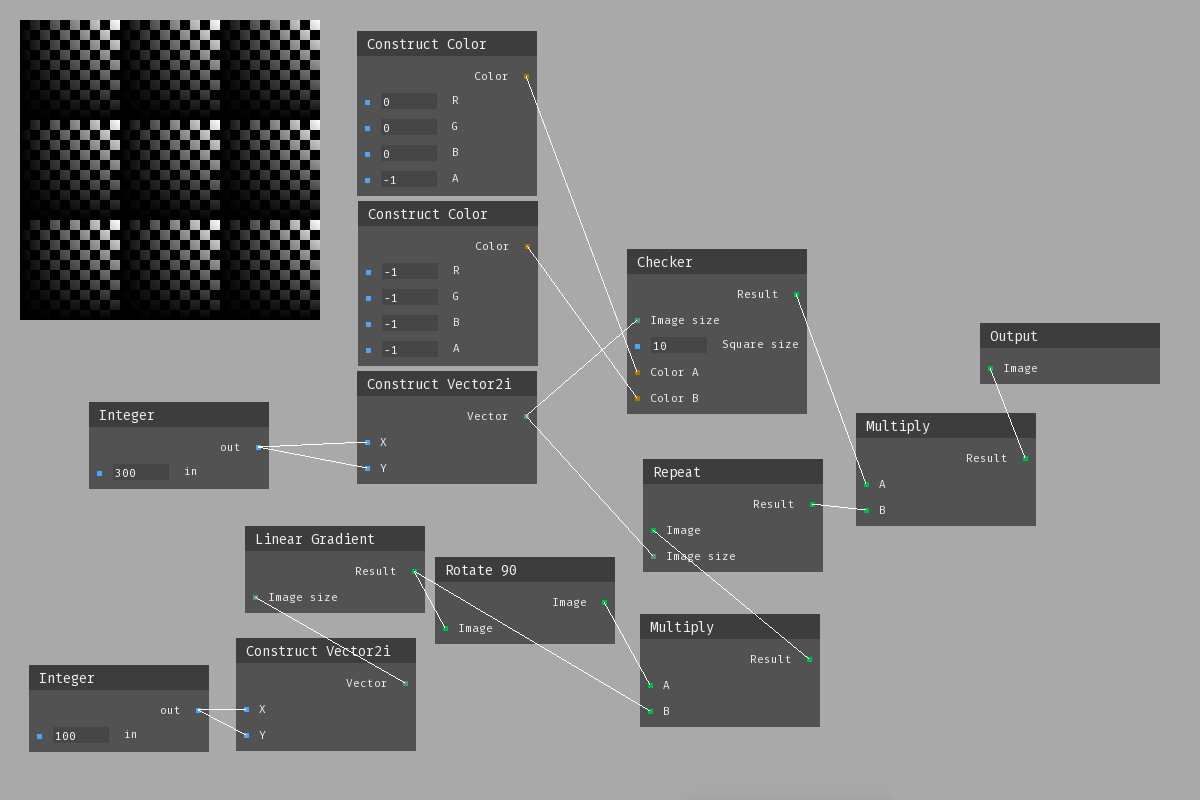 Construct Color
Color
0 R
0 G
0 B
-1 A
Construct Color
Color
-1 R
-1 G
-1 B
-1 A
Construct Vector2i
Vector
X
Y
Integer
out
300 in
Checker
Result
Image size
10 Square size
Color A
Color B
Output
Image
Multiply
Result
A
B
Repeat
Result
Image
Image size
Linear Gradient
Result
Image size
Rotate 90
Image
Image
Multiply
Result
A
B
Construct Vector2i
Vector
X
Y
Integer
out
100 in